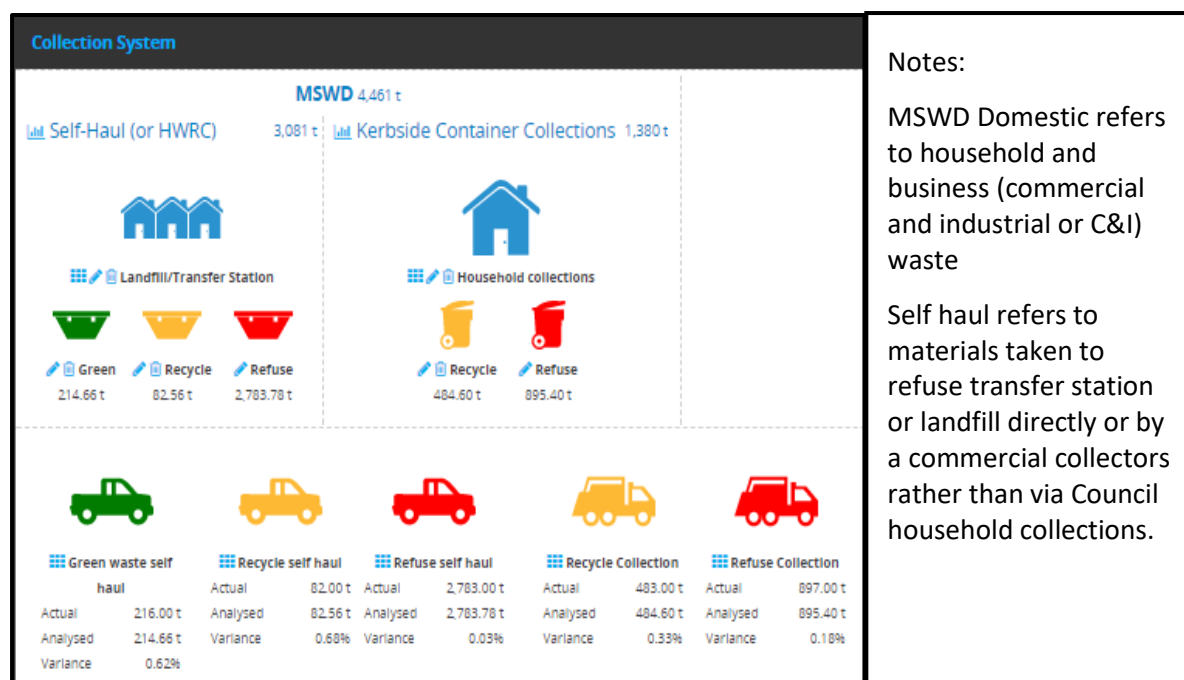 Collection System
MSWD 4,461 t
Self-Haul (or HWRC) 3,081 t
Kerbside Container Collections 1,380 t
Landfill/Transfer Station
Household collections
Green Recycle Refuse
214.66 t 82.56 t 2,783.78 t
Recycle Refuse
484.60 t 895.40 t
Green waste self
haul
Actual 216.00 t
Analysed 214.66 t
Variance 0.62%
Recycle self haul
Actual 82.00 t
Analysed 82.56 t
Variance 0.68%
Refuse self haul
Actual 2,783.00 t
Analysed 2,783.78 t
Variance 0.03%
Recycle Collection
Actual 483.00 t
Analysed 484.60 t
Variance 0.33%
Refuse Collection
Actual 897.00 t
Analysed 895.40 t
Variance 0.18%
Notes:
MSWD Domestic refers
to household and
business (commercial
and industrial or C&I)
waste
Self haul refers to
materials taken to
refuse transfer station
or landfill directly or by
a commercial collectors
rather than via Council
household collections.